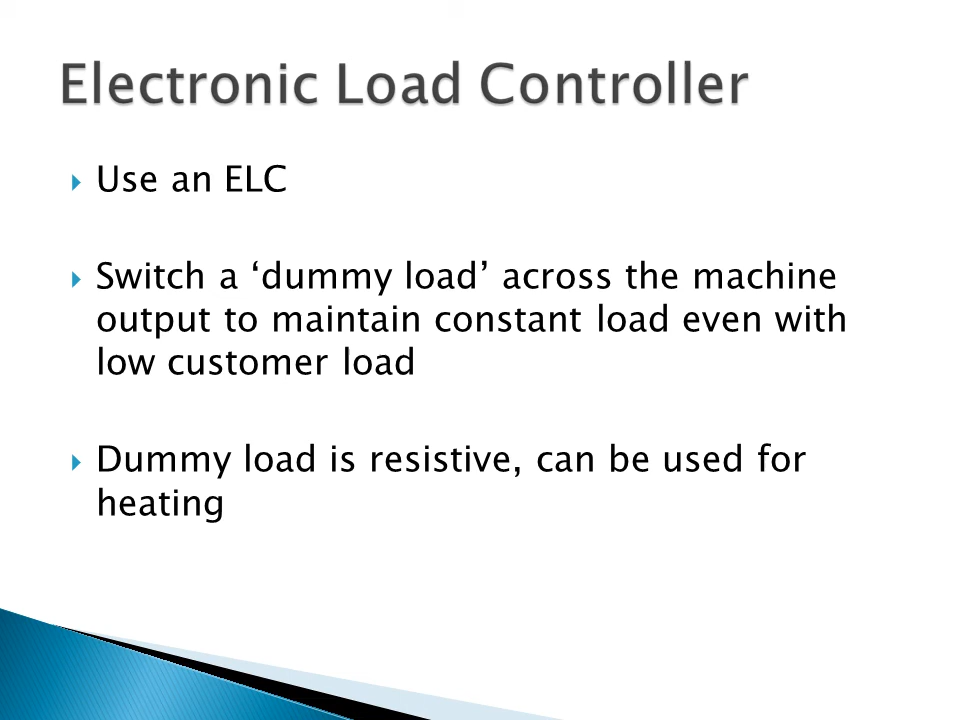 Electronic Load Controller
Use an ELC
Switch a ‘dummy load’ across the machine
output to maintain constant load even with
low customer load
Dummy load is resistive, can be used for
heating